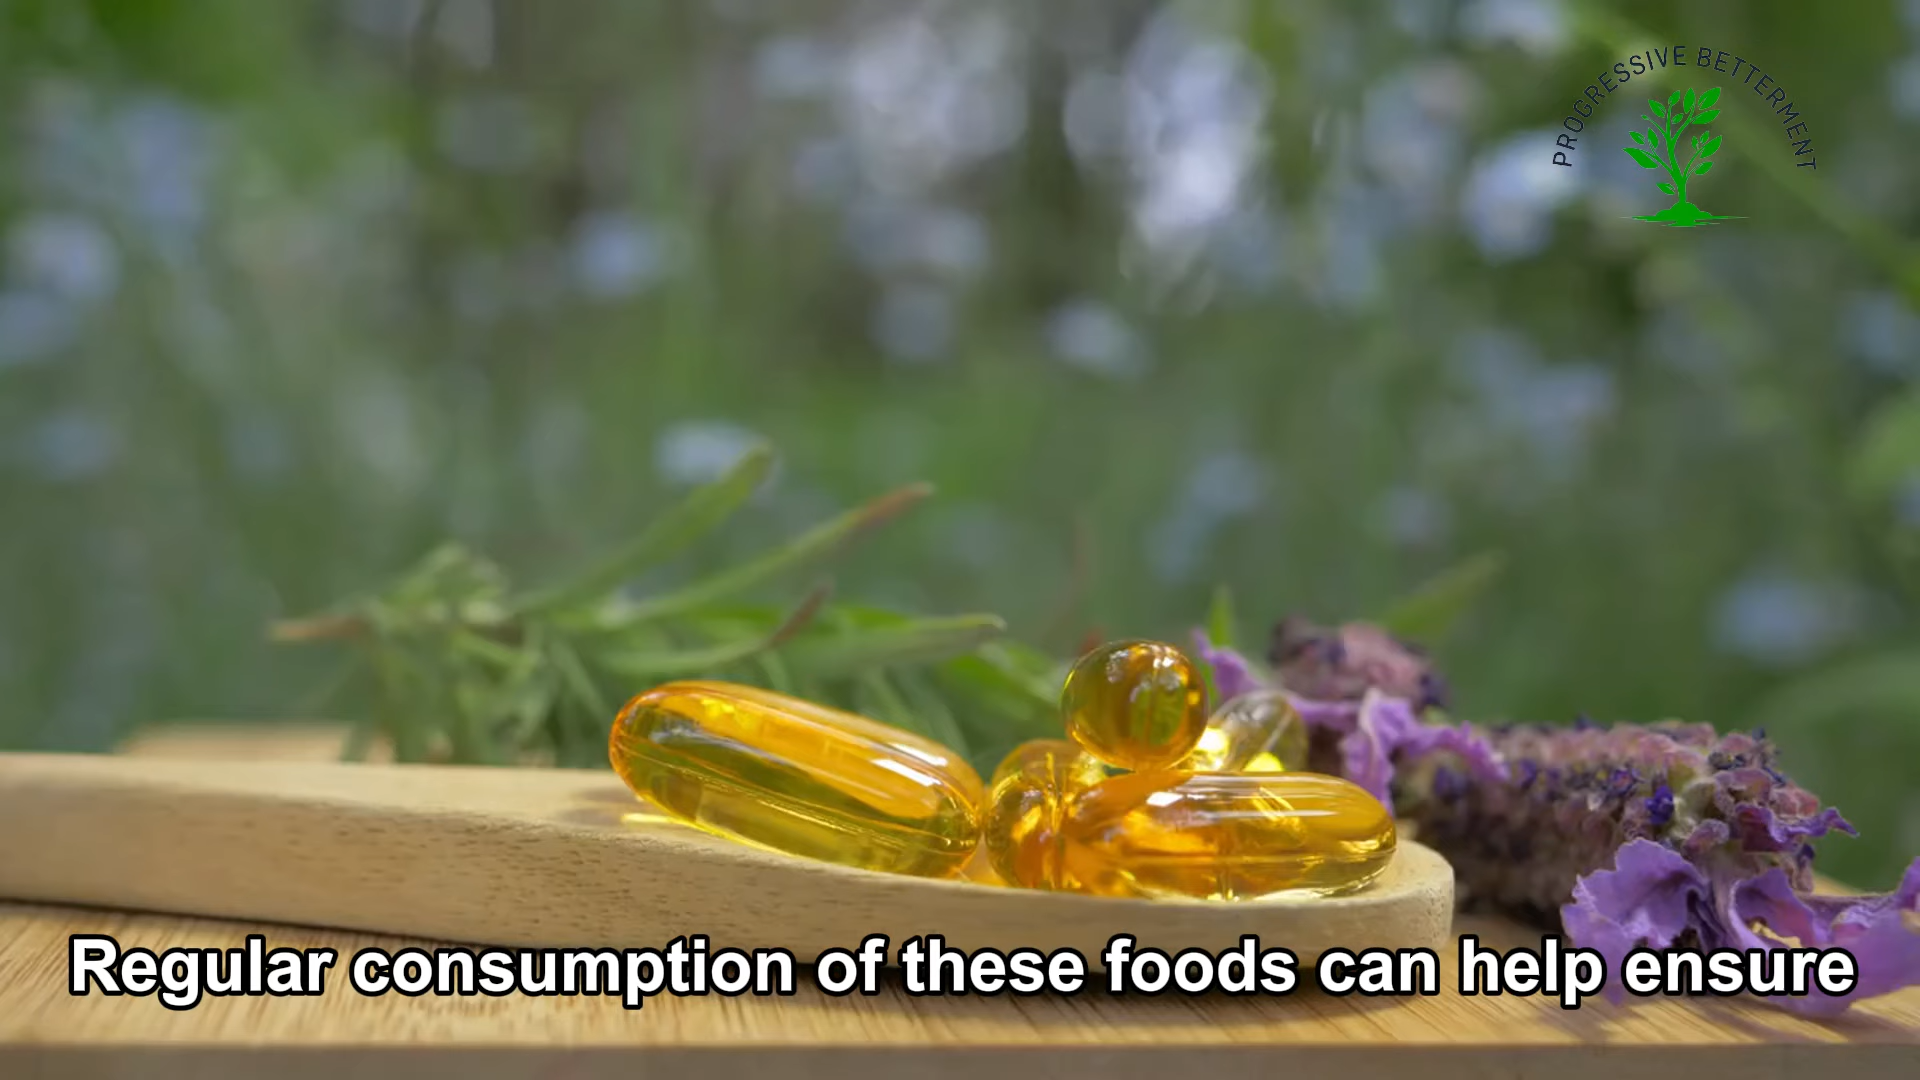 PROGRESSIVE BETTERMENT
Regular consumption of these foods can help ensure